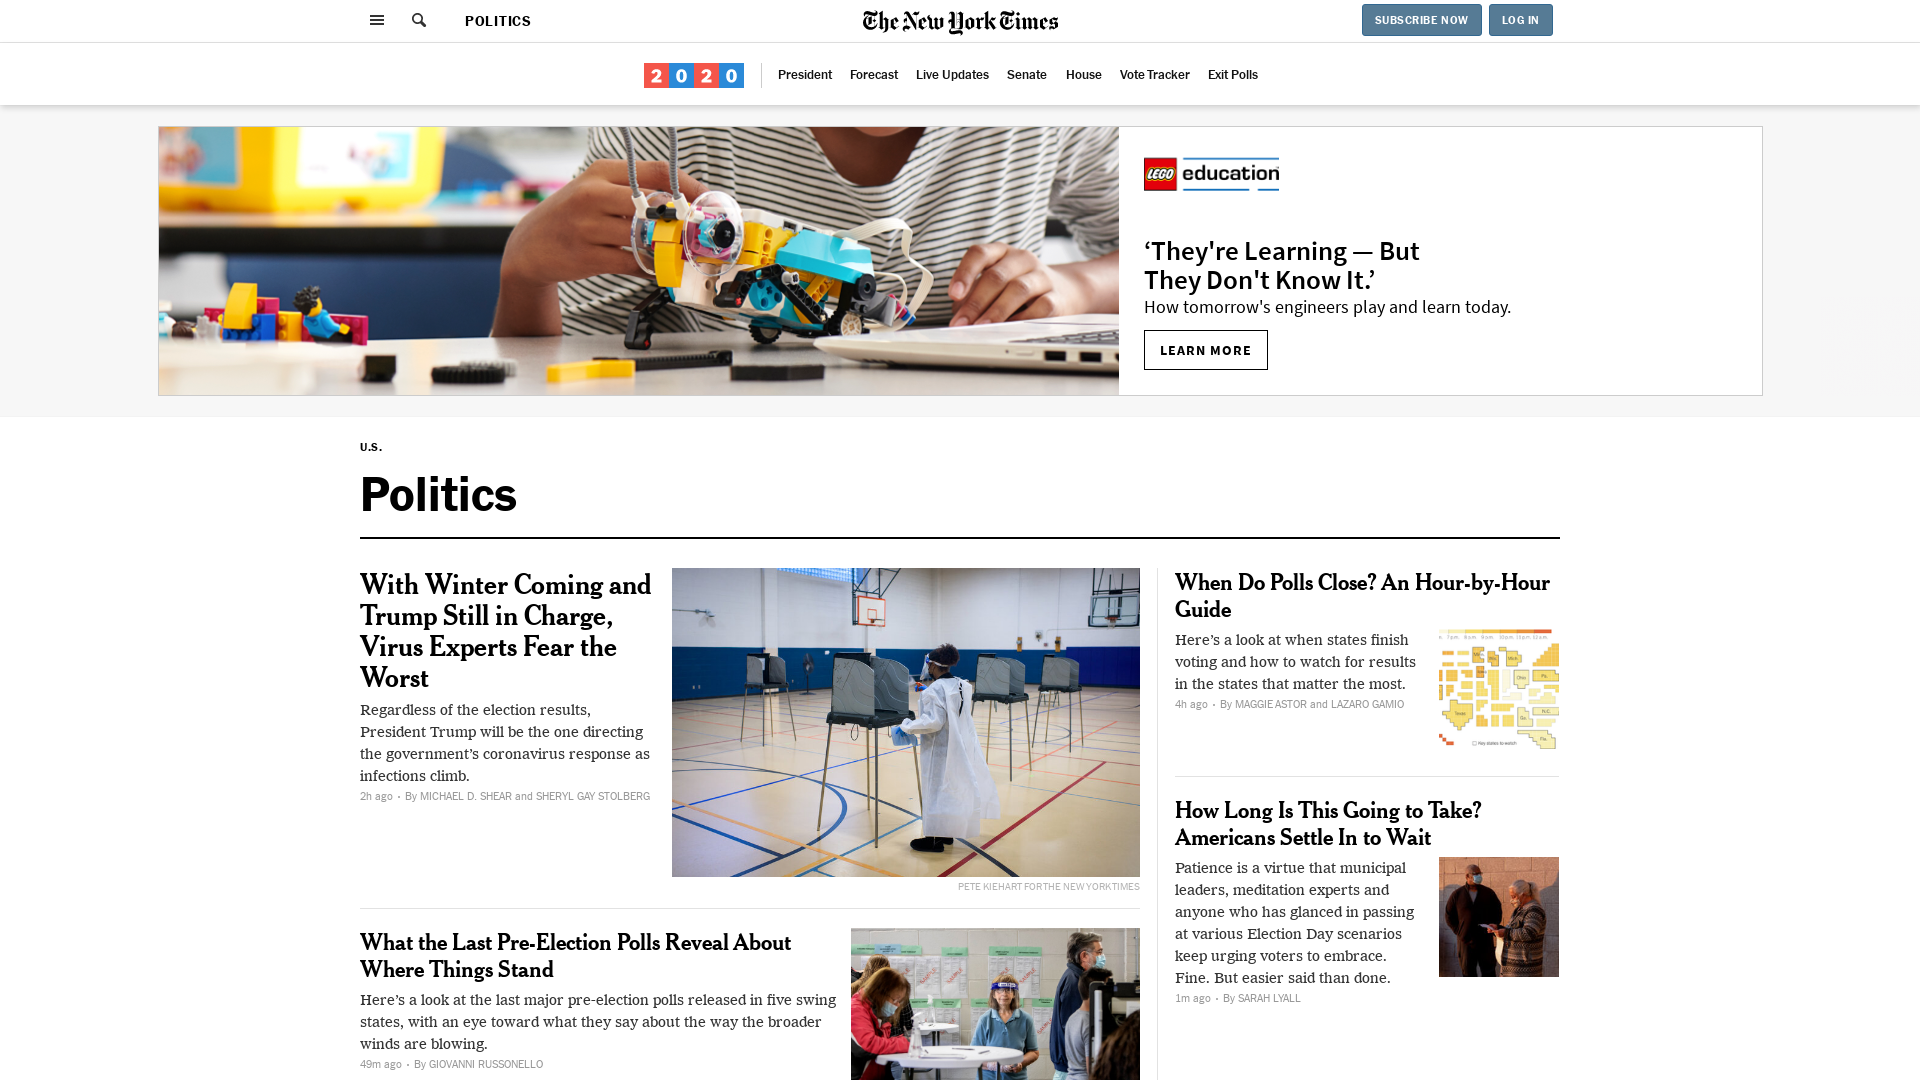 POLITICS
The New York Times
SUBSCRIBE NOW
LOG IN
2020
President
Forecast
Live Updates
Senate
House
Vote Tracker
Exit Polls
LEGO education
‘They're Learning — But
They Don't Know It.’
How tomorrow's engineers play and learn today.
LEARN MORE
U.S.
Politics
With Winter Coming and
Trump Still in Charge,
Virus Experts Fear the
Worst
Regardless of the election results,
President Trump will be the one directing
the government’s coronavirus response as
infections climb.
2h ago • By MICHAEL D. SHEAR and SHERYL GAY STOLBERG
PETE KIEHART FOR THE NEW YORK TIMES
What the Last Pre-Election Polls Reveal About
Where Things Stand
Here’s a look at the last major pre-election polls released in five swing
states, with an eye toward what they say about the way the broader
winds are blowing.
49m ago • By GIOVANNI RUSSONELLO
When Do Polls Close? An Hour-by-Hour
Guide
Here’s a look at when states finish
voting and how to watch for results
in the states that matter the most.
4h ago • By MAGGIE ASTOR and LAZARO GAMIO
How Long Is This Going to Take?
Americans Settle In to Wait
Patience is a virtue that municipal
leaders, meditation experts and
anyone who has glanced in passing
at various Election Day scenarios
keep urging voters to embrace.
Fine. But easier said than done.
1m ago • By SARAH LYALL